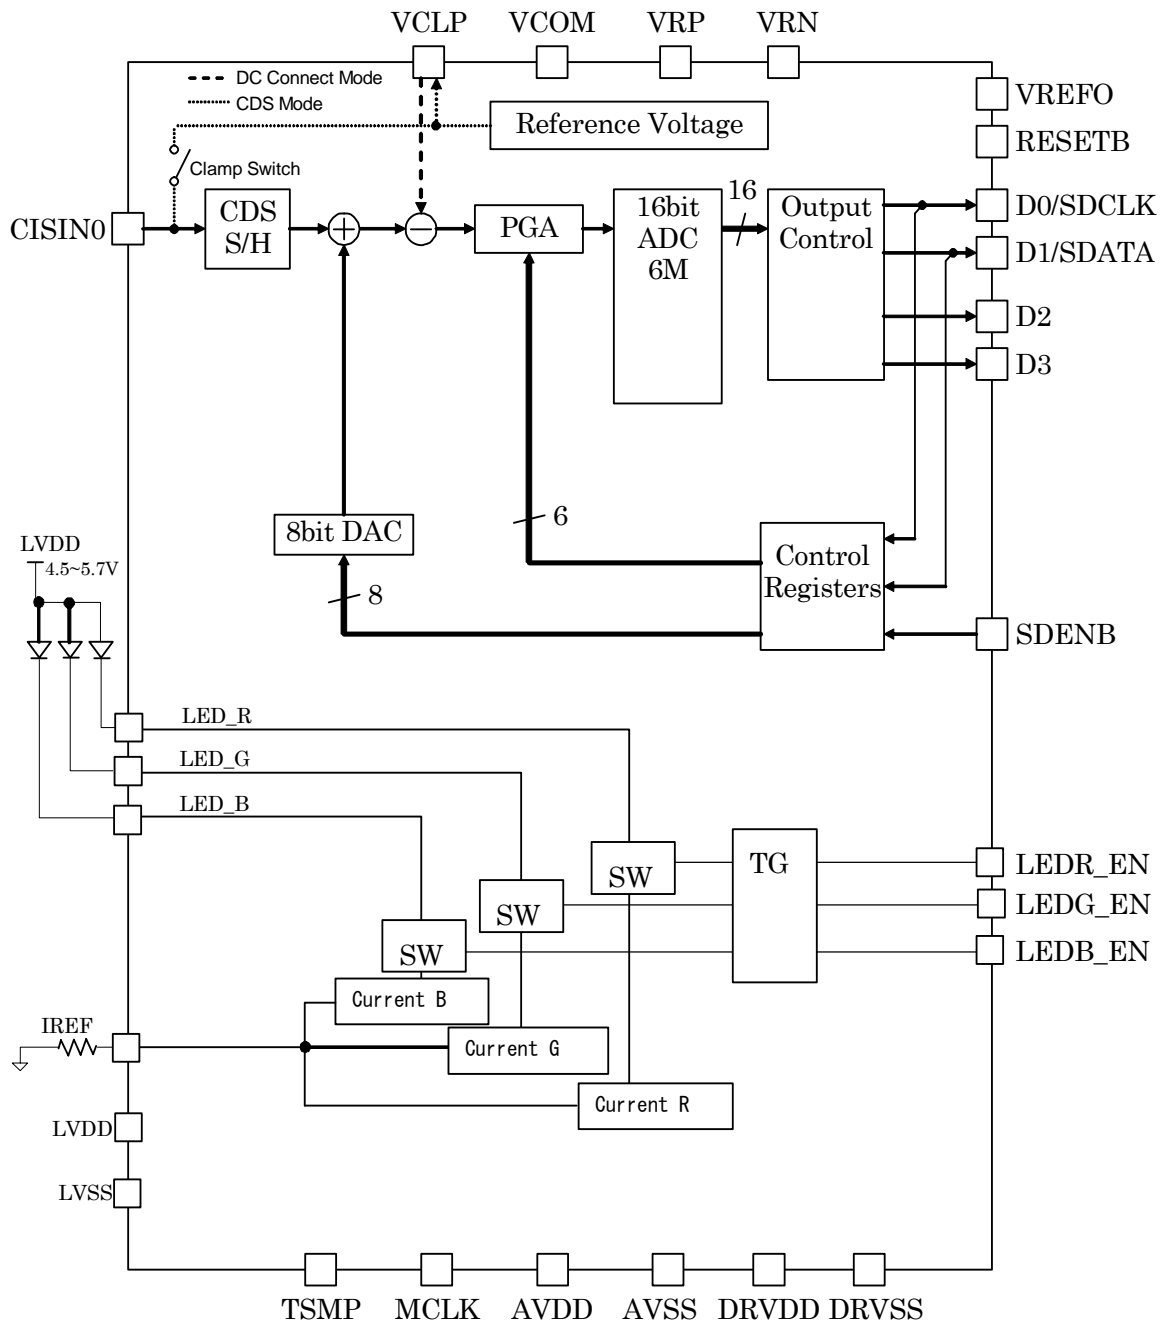 VCLP VCOM VRP VRN
DC Connect Mode
CDS Mode
Reference Voltage
VREFO
RESETB
Clamp Switch
CISIN0
CDS
S/H
PGA
16bit
ADC
6M
16
Output
Control
D0/SDCLK
D1/SDATA
D2
D3
6
8bit DAC
8
Control
Registers
SDENB
LVDD
4.5~5.7V
LED_R
LED_G
LED_B
SW
SW
SW
TG
LEDR_EN
LEDG_EN
LEDB_EN
Current B
Current G
Current R
IREF
LVDD
LVSS
TSMP MCLK AVDD AVSS DRVDD DRVSS